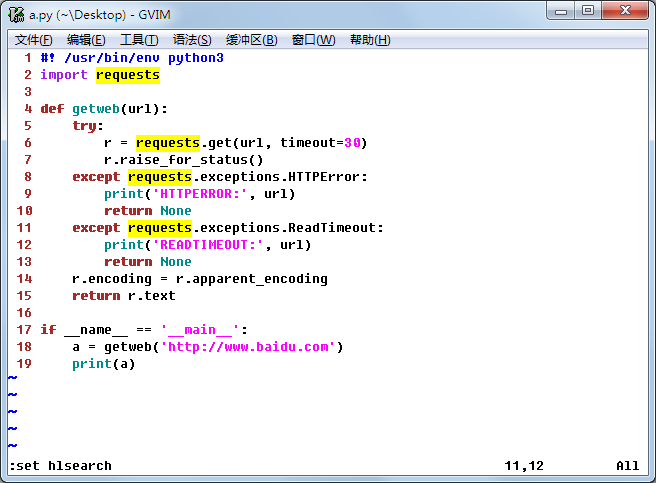 a.py (~\Desktop) - GVIM
文件(F) 编辑(E) 工具(T) 语法(S) 缓冲区(B) 窗口(W) 帮助(H)
1 #! /usr/bin/env python3
2 import requests
3
4 def getweb(url):
5     try:
6         r = requests.get(url, timeout=30)
7         r.raise_for_status()
8     except requests.exceptions.HTTPError:
9         print('HTTPERROR:', url)
10         return None
11     except requests.exceptions.ReadTimeout:
12         print('READTIMEOUT:', url)
13         return None
14     r.encoding = r.apparent_encoding
15     return r.text
16
17 if __name__ == '__main__':
18     a = getweb('http://www.baidu.com')
19     print(a)
~
~
~
~
~
:set hlsearch 11,12 All